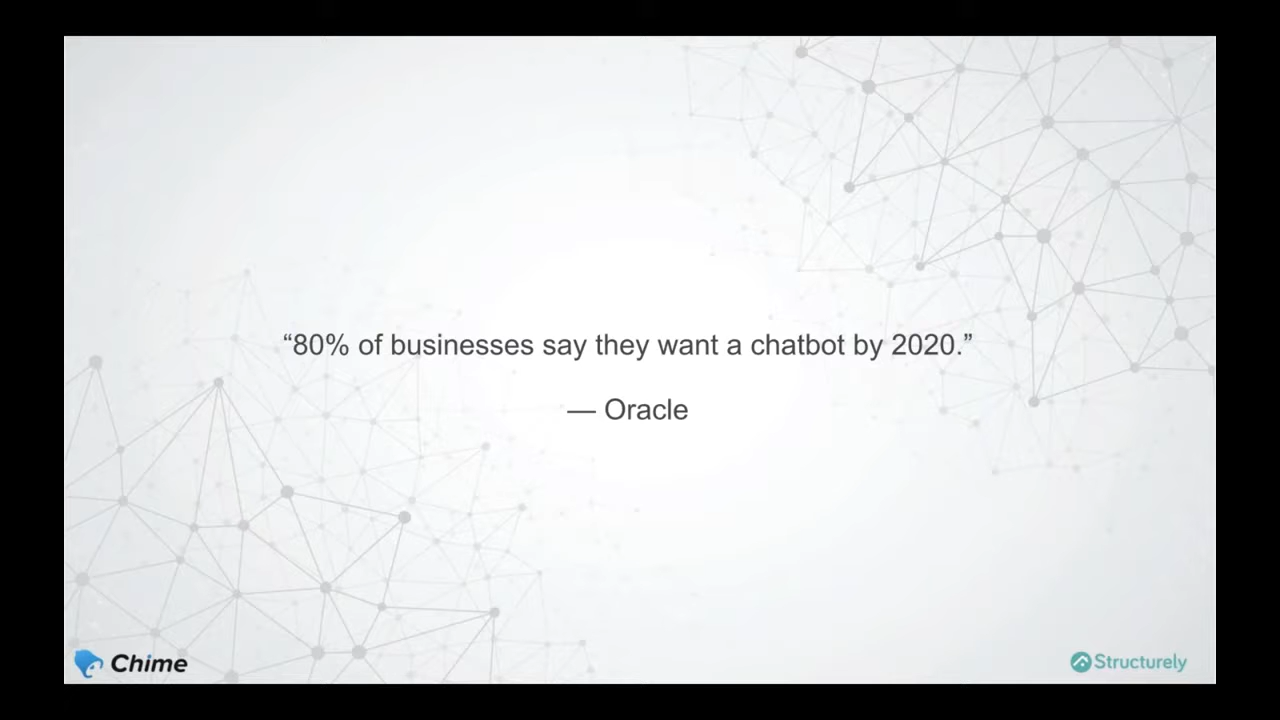 “80% of businesses say they want a chatbot by 2020.”
— Oracle
Chime
Structurely